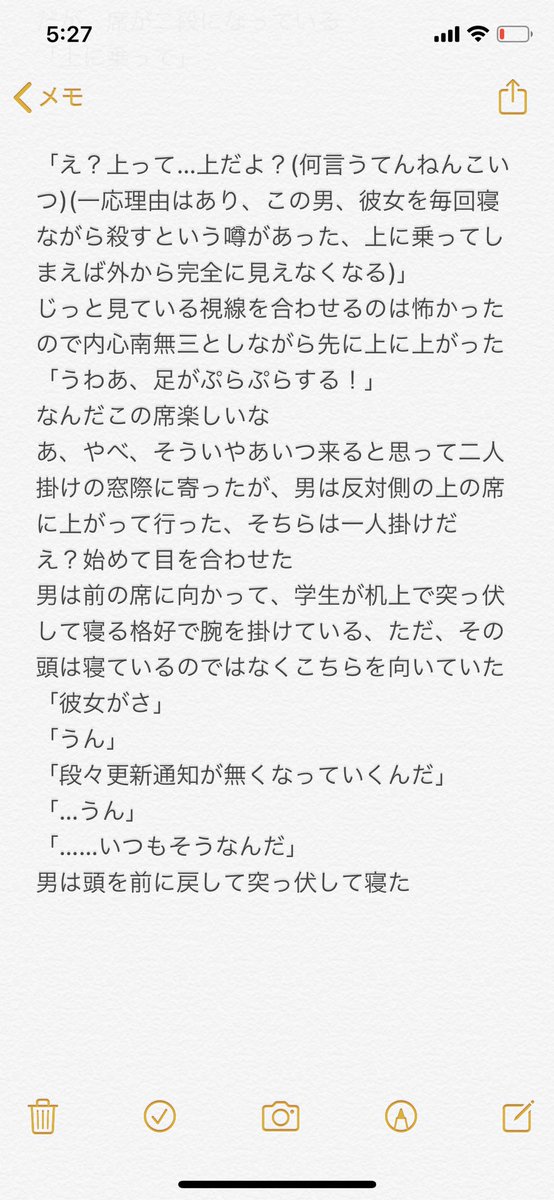 5:27
席が二段になっている
「上に乗って」
メモ
「え？上って…上だよ？(何言うてんねんこい
つ)(一応理由はあり、この男、彼女を毎回寝
ながら殺すという噂があった、上に乗ってし
まえば外から完全に見えなくなる)」
じっと見ている視線を合わせるのは怖かった
ので内心南無三としながら先に上に上がった
「うわあ、足がぷらぷらする！」
なんだこの席楽しいな
あ、やべ、そういやあいつ来ると思って二人
掛けの窓際に寄ったが、男は反対側の上の席
に上がって行った、そちらは一人掛けだ
え？始めて目を合わせた
男は前の席に向かって、学生が机上で突っ伏
して寝る格好で腕を掛けている、ただ、その
頭は寝ているのではなくこちらを向いていた
「彼女がさ」
「うん」
「段々更新通知が無くなっていくんだ」
「…うん」
「……いつもそうなんだ」
男は頭を前に戻して突っ伏して寝た